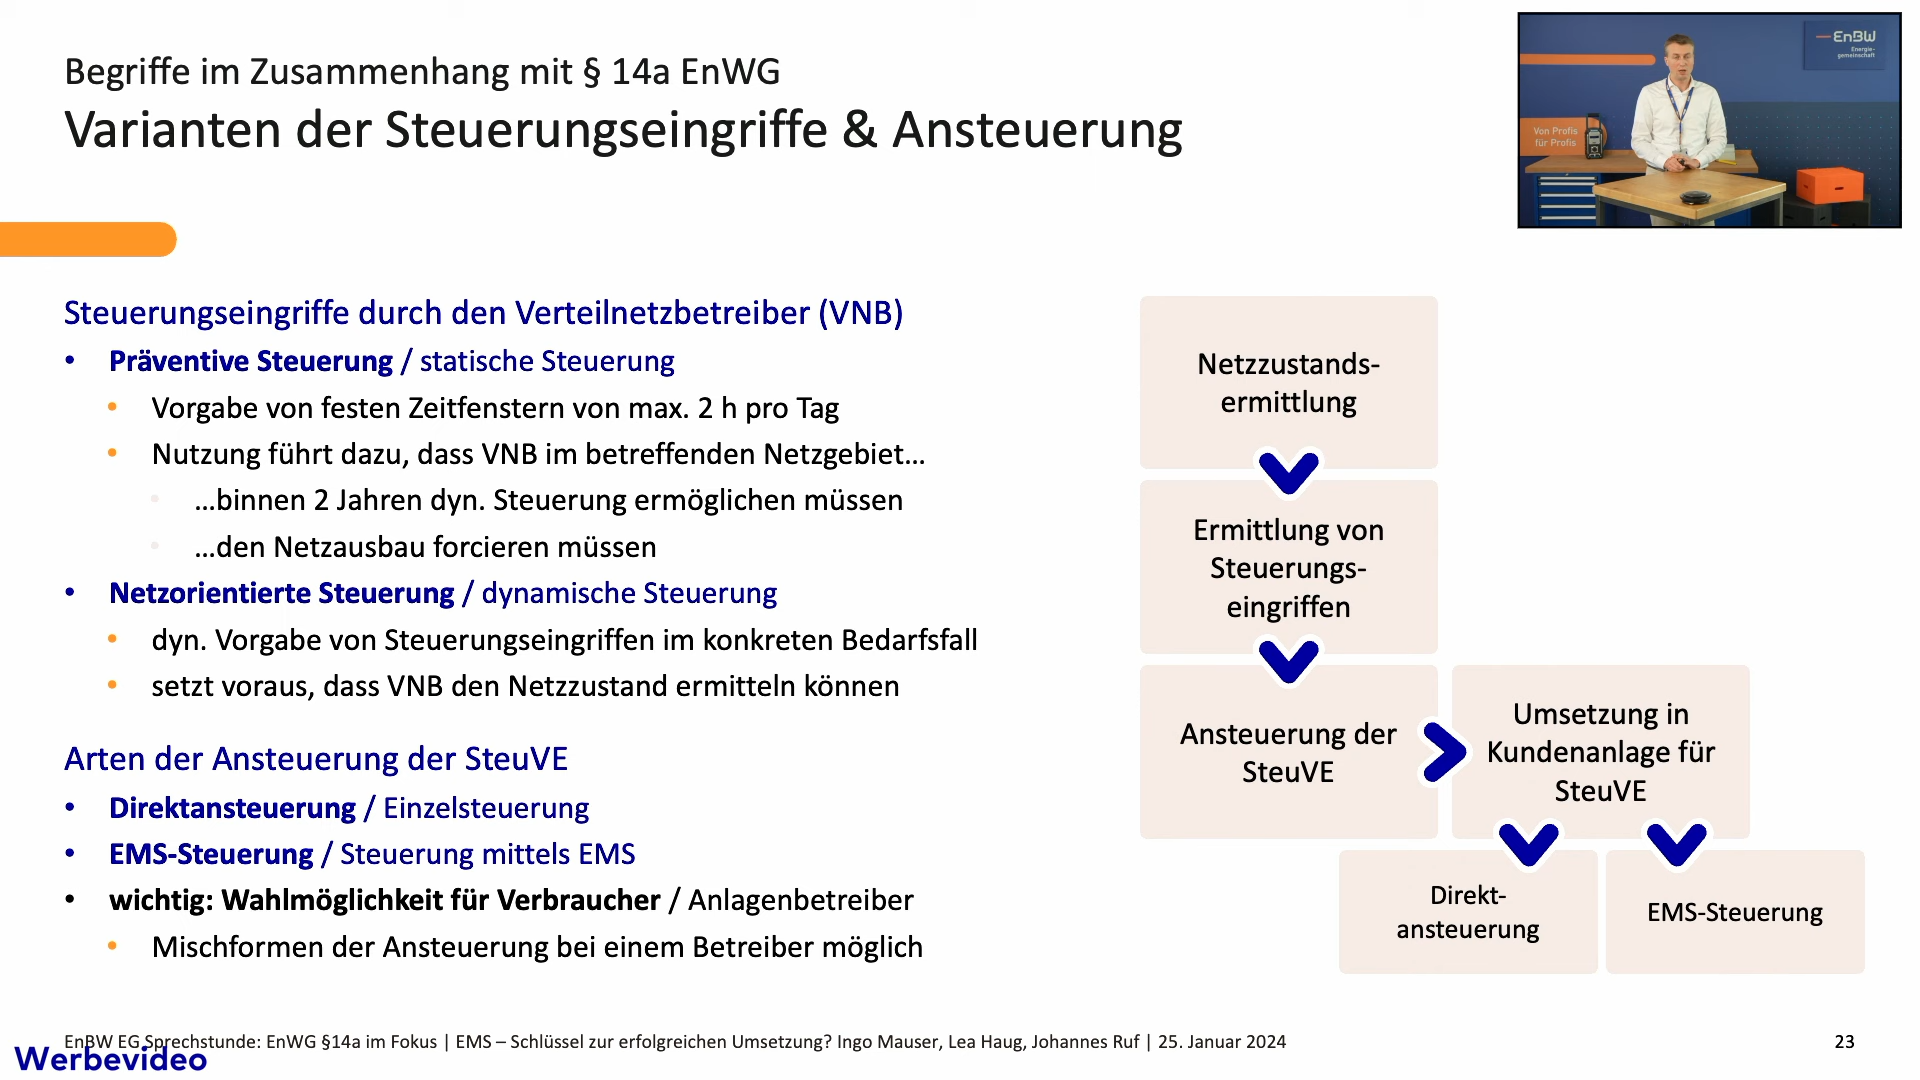 Begriffe im Zusammenhang mit § 14a EnWG
Varianten der Steuerungseingriffe & Ansteuerung
EnBW
Energie-
gemeinschaft
Von Profis
für Profis
Steuerungseingriffe durch den Verteilnetzbetreiber (VNB)
• Präventive Steuerung / statische Steuerung
• Vorgabe von festen Zeitfenstern von max. 2 h pro Tag
• Nutzung führt dazu, dass VNB im betreffenden Netzgebiet…
• …binnen 2 Jahren dyn. Steuerung ermöglichen müssen
• …den Netzausbau forcieren müssen
• Netzorientierte Steuerung / dynamische Steuerung
• dyn. Vorgabe von Steuerungseingriffen im konkreten Bedarfsfall
• setzt voraus, dass VNB den Netzzustand ermitteln können
Arten der Ansteuerung der SteuVE
• Direktansteuerung / Einzelsteuerung
• EMS-Steuerung / Steuerung mittels EMS
• wichtig: Wahlmöglichkeit für Verbraucher / Anlagenbetreiber
• Mischformen der Ansteuerung bei einem Betreiber möglich
Netzzustands-
ermittlung
Ermittlung von
Steuerungs-
eingriffen
Ansteuerung der
SteuVE
Umsetzung in
Kundenanlage für
SteuVE
Direkt-
ansteuerung
EMS-Steuerung
EnBW EG Sprechstunde: EnWG §14a im Fokus | EMS – Schlüssel zur erfolgreichen Umsetzung? Ingo Mauser, Lea Haug, Johannes Ruf | 25. Januar 2024
23
Werbevideo